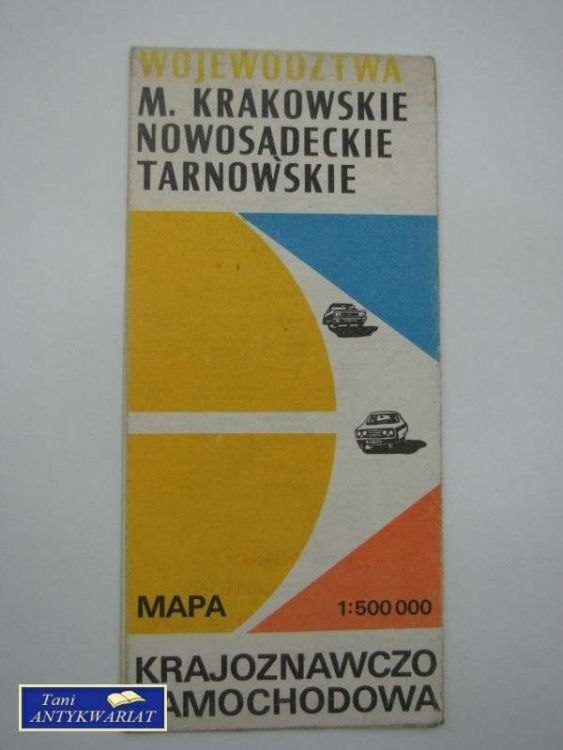 WOJEWÓDZTWA
M. KRAKOWSKIE
NOWOSĄDECKIE
TARNOWSKIE
MAPA 1:500 000
KRAJOZNAWCZO
SAMOCHODOWA
Tani
ANTYKWARIAT